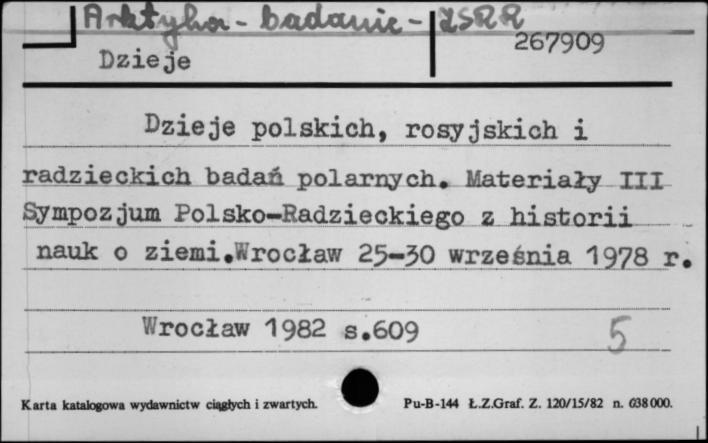 Arktyka - badanie - ZSRR
267909
Dzieje
Dzieje polskich, rosyjskich i
radzieckich badań polarnych. Materiały III
Sympozjum Polsko-Radzieckiego z historii
nauk o ziemi.Wrocław 25-30 września 1978 r.
Wrocław 1982 s.609
5
Karta katalogowa wydawnictw ciągłych i zwartych.
Pu-B-144 Ł.Z.Graf. Z. 120/15/82 n. 638000.